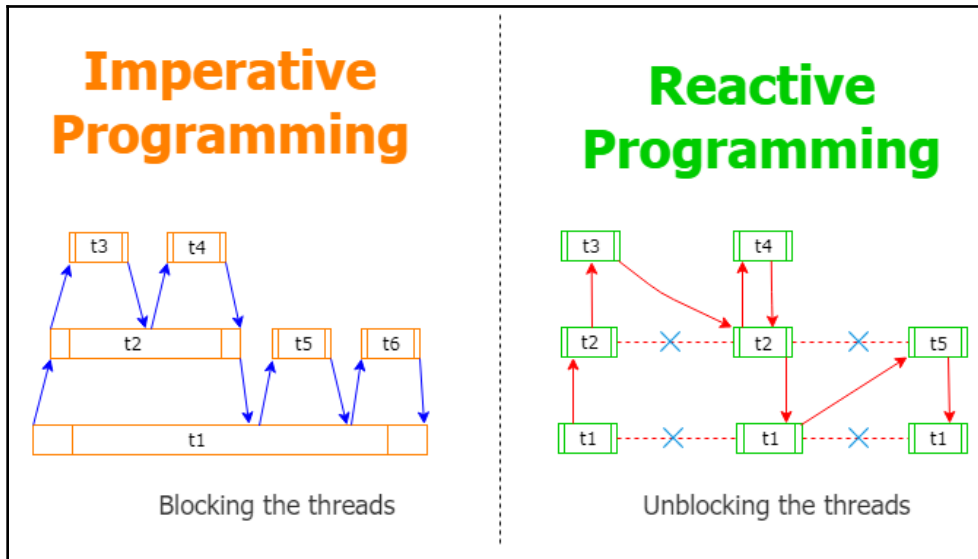 Imperative
Programming
t3
t4
t2
t5
t6
t1
Blocking the threads
Reactive
Programming
t3
t4
t2
t2
t5
t1
t1
t1
Unblocking the threads